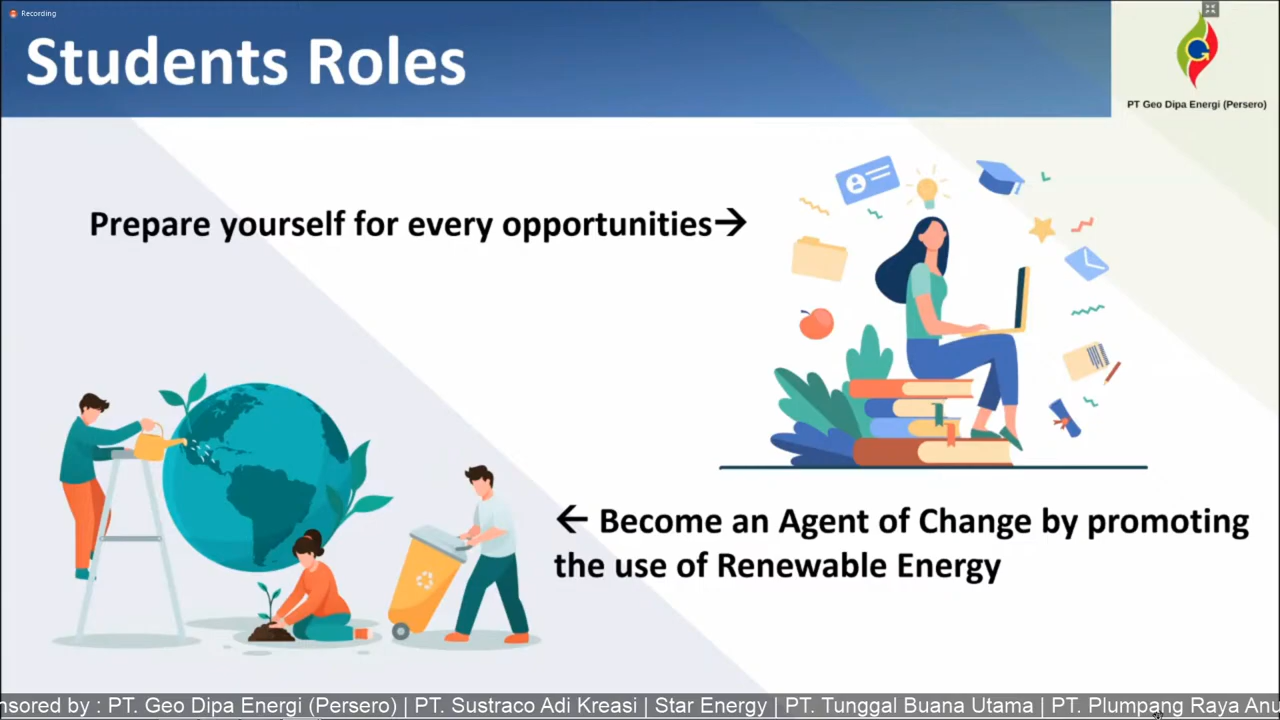 Recording
Students Roles
PT Geo Dipa Energi (Persero)
Prepare yourself for every opportunities→
← Become an Agent of Change by promoting
the use of Renewable Energy
nsored by : PT. Geo Dipa Energi (Persero) | PT. Sustraco Adi Kreasi | Star Energy | PT. Tunggal Buana Utama | PT. Plumpang Raya Anu